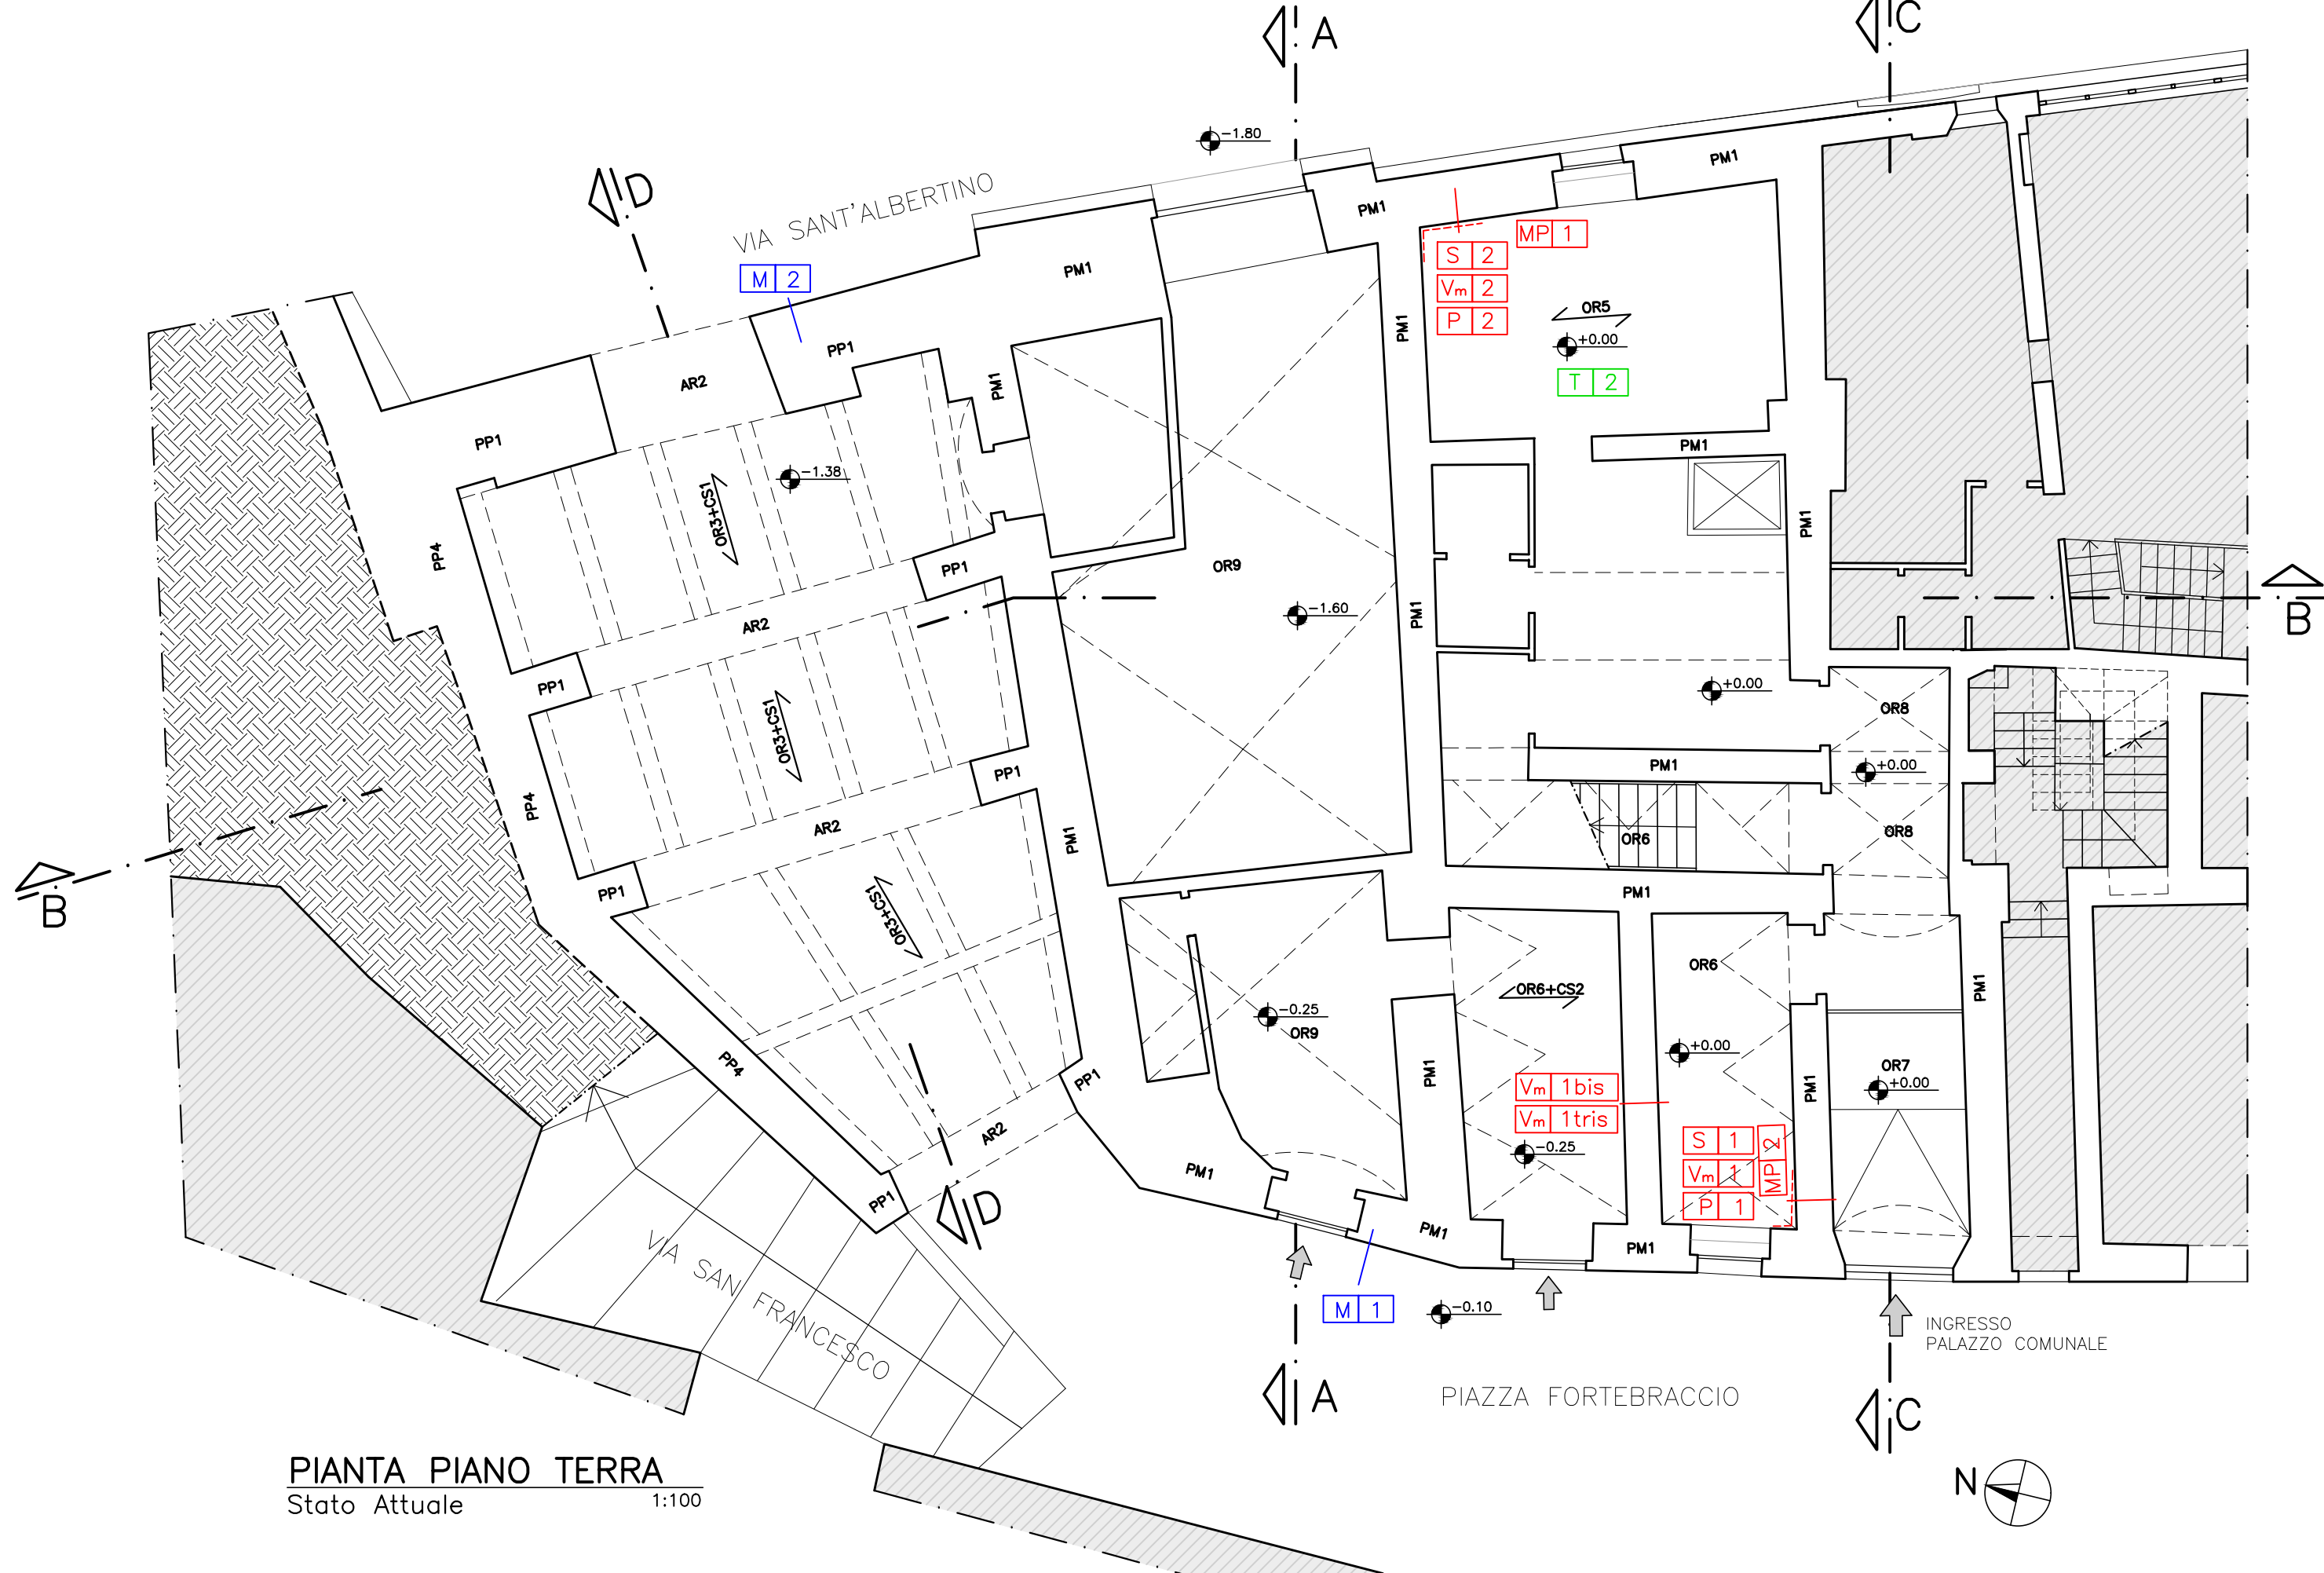 A
C
D
-1.80
VIA SANT'ALBERTINO
M 2
PM1
PM1
PM1
MP 1
S 2
Vm 2
P 2
OR5
+0.00
T 2
PM1
PP1
AR2
PM1
PP1
PM1
-1.38
OR3+CS1
PM1
PP4
PP1
OR9
-1.60
PM1
B
AR2
PP1
+0.00
OR8
OR3+CS1
PM1
+0.00
PP1
PP4
AR2
PM1
OR6
OR8
PP1
PM1
B
OR3+CS1
OR6
OR6+CS2
PM1
-0.25
OR9
+0.00
OR7
+0.00
PP4
PP1
PM1
Vm 1bis
Vm 1tris
PM1
AR2
-0.25
S 1
Vm 1
P 1
MP 2
PM1
PP1
D
PM1
PM1
VIA SAN FRANCESCO
M 1
-0.10
INGRESSO
PALAZZO COMUNALE
A
PIAZZA FORTEBRACCIO
C
PIANTA PIANO TERRA
Stato Attuale 1:100
N